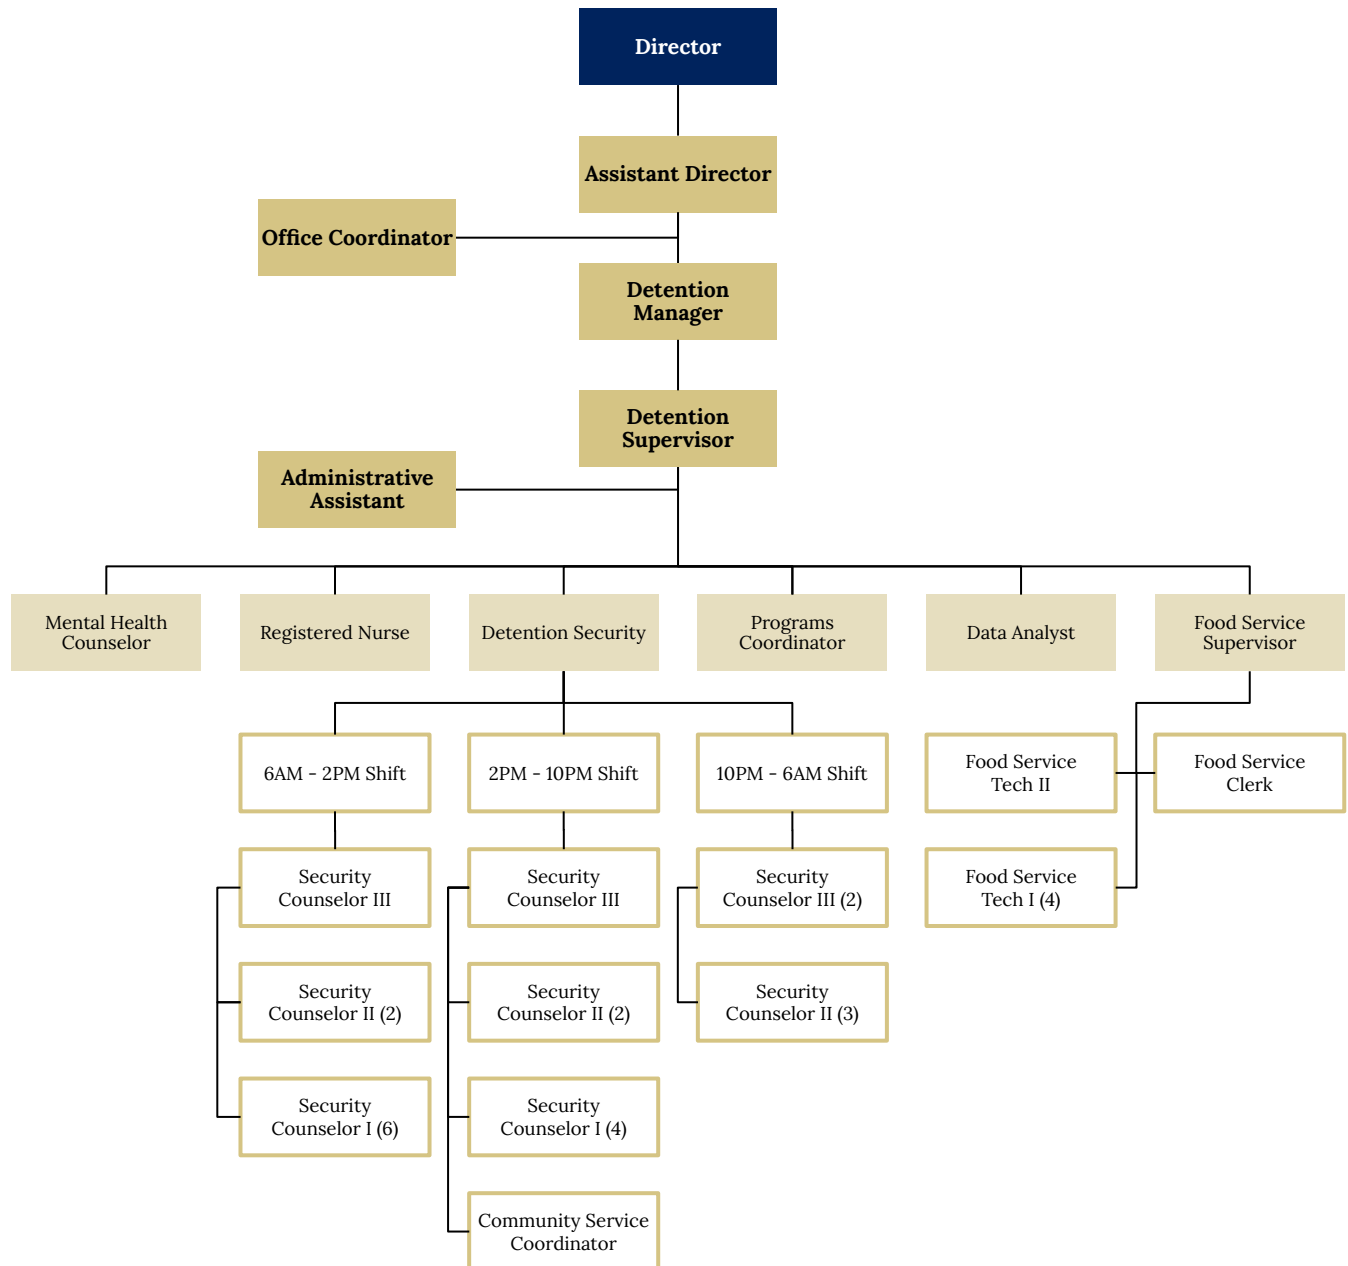 Director
Assistant Director
Office Coordinator
Detention
Manager
Detention
Supervisor
Administrative
Assistant
Mental Health
Counselor
Registered Nurse
Detention Security
Programs
Coordinator
Data Analyst
Food Service
Supervisor
6AM - 2PM Shift
2PM - 10PM Shift
10PM - 6AM Shift
Food Service
Tech II
Food Service
Clerk
Security
Counselor III
Security
Counselor III
Security
Counselor III (2)
Food Service
Tech I (4)
Security
Counselor II (2)
Security
Counselor II (2)
Security
Counselor II (3)
Security
Counselor I (6)
Security
Counselor I (4)
Community Service
Coordinator